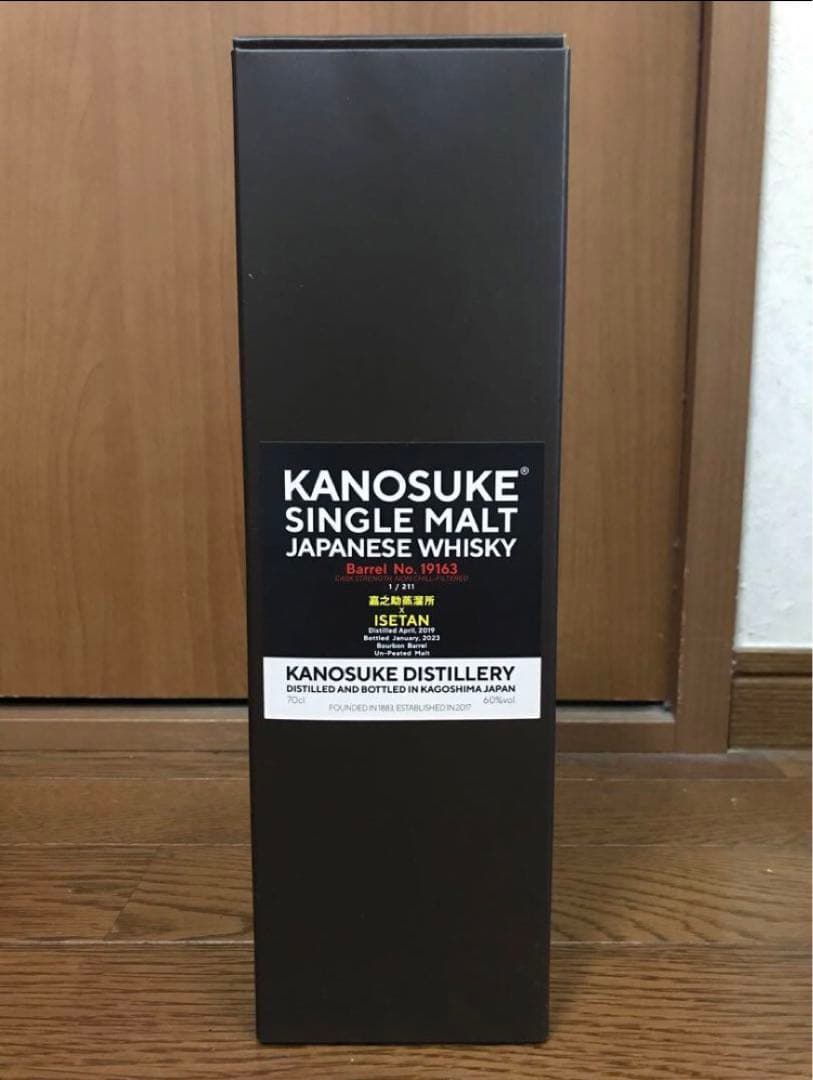 KANOSUKE®
SINGLE MALT
JAPANESE WHISKY
Barrel No. 19163
CASK STRENGTH, NON CHILL-FILTERED
1 / 211
嘉之助蒸溜所
x
ISETAN
Distilled April, 2019
Bottled January, 2023
Bourbon Barrel
Un-Peated Malt
KANOSUKE DISTILLERY
DISTILLED AND BOTTLED IN KAGOSHIMA JAPAN
70cl 60%vol.
FOUNDED IN 1883, ESTABLISHED IN 2017